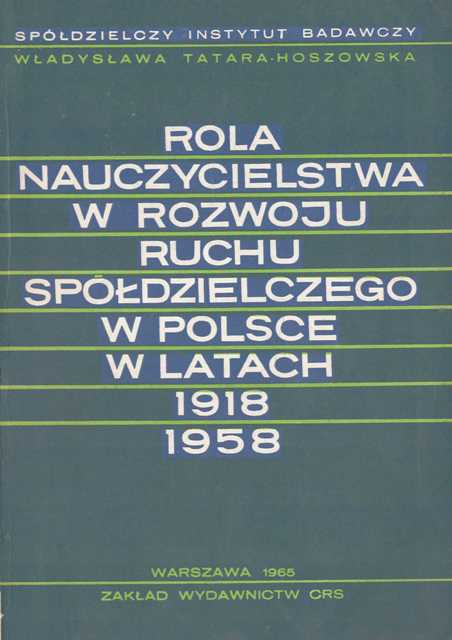 SPÓŁDZIELCZY INSTYTUT BADAWCZY
WŁADYSŁAWA TATARA-HOSZOWSKA
ROLA
NAUCZYCIELSTWA
W ROZWOJU
RUCHU
SPÓŁDZIELCZEGO
W POLSCE
W LATACH
1918
1958
WARSZAWA 1965
ZAKŁAD WYDAWNICTW CRS